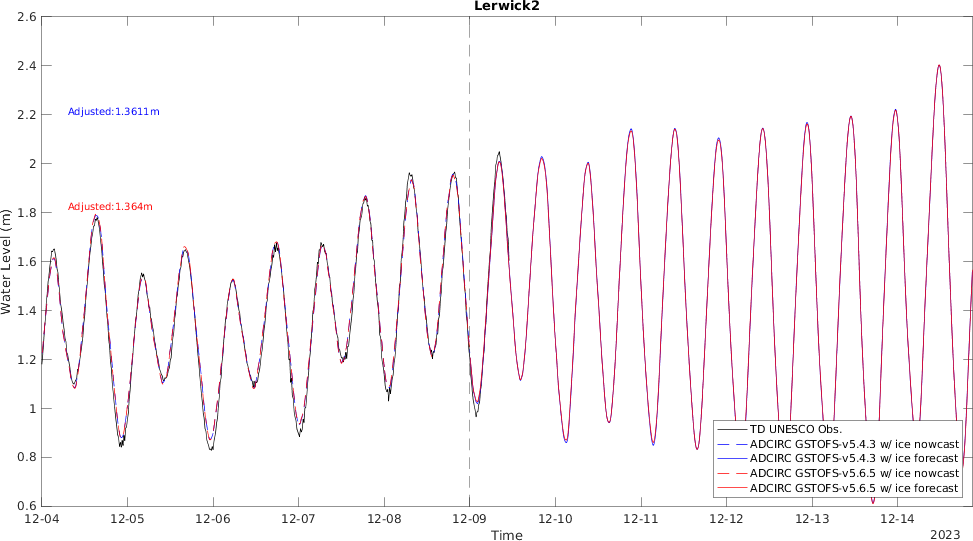 Lerwick2
2.6
2.4
2.2
2
1.8
1.6
1.4
1.2
1
0.8
0.6
Water Level (m)
Adjusted:1.3611m
Adjusted:1.364m
TD UNESCO Obs.
ADCIRC GSTOFS-v5.4.3 w/ ice nowcast
ADCIRC GSTOFS-v5.4.3 w/ ice forecast
ADCIRC GSTOFS-v5.6.5 w/ ice nowcast
ADCIRC GSTOFS-v5.6.5 w/ ice forecast
12-04 12-05 12-06 12-07 12-08 12-09 12-10 12-11 12-12 12-13 12-14
Time
2023